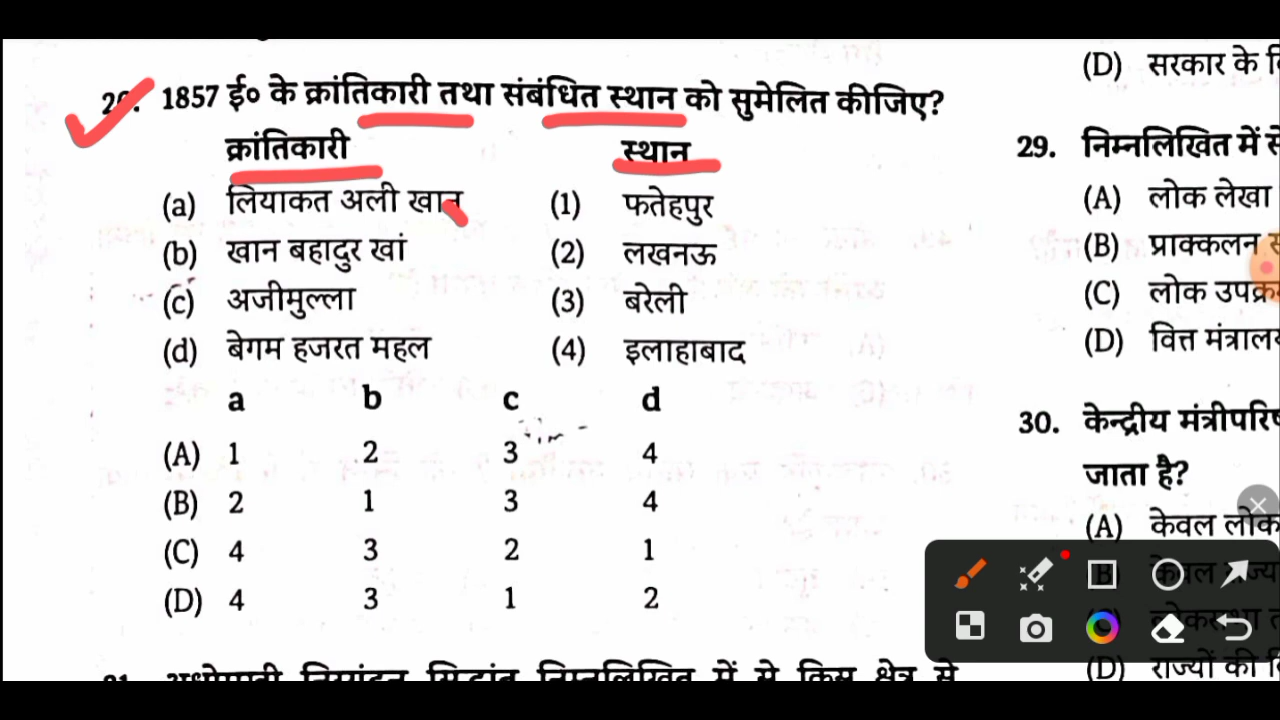 1857 ई० के क्रांतिकारी तथा संबंधित स्थान को सुमेलित कीजिए?
क्रांतिकारी स्थान
(a) लियाकत अली खान (1) फतेहपुर
(b) खान बहादुर खां (2) लखनऊ
(c) अजीमुल्ला (3) बरेली
(d) बेगम हजरत महल (4) इलाहाबाद
a b c d
(A) 1 2 3 4
(B) 2 1 3 4
(C) 4 3 2 1
(D) 4 3 1 2
(D) सरकार के
29. निम्नलिखित में से
(A) लोक लेखा
(B) प्राक्कलन
(C) लोक उपक्र
(D) वित्त मंत्रालय
30. केन्द्रीय मंत्रीपरि
जाता है?
(A) केवल लोक
(D) राज्यों की